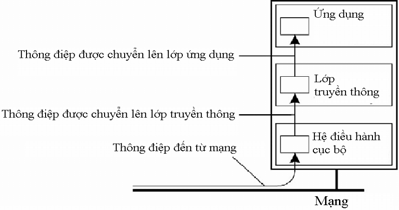 Ứng dụng
Thông điệp được chuyển lên lớp ứng dụng
Lớp
truyền thông
Thông điệp được chuyển lên lớp truyền thông
Hệ điều hành
cục bộ
Thông điệp đến từ mạng
Mạng